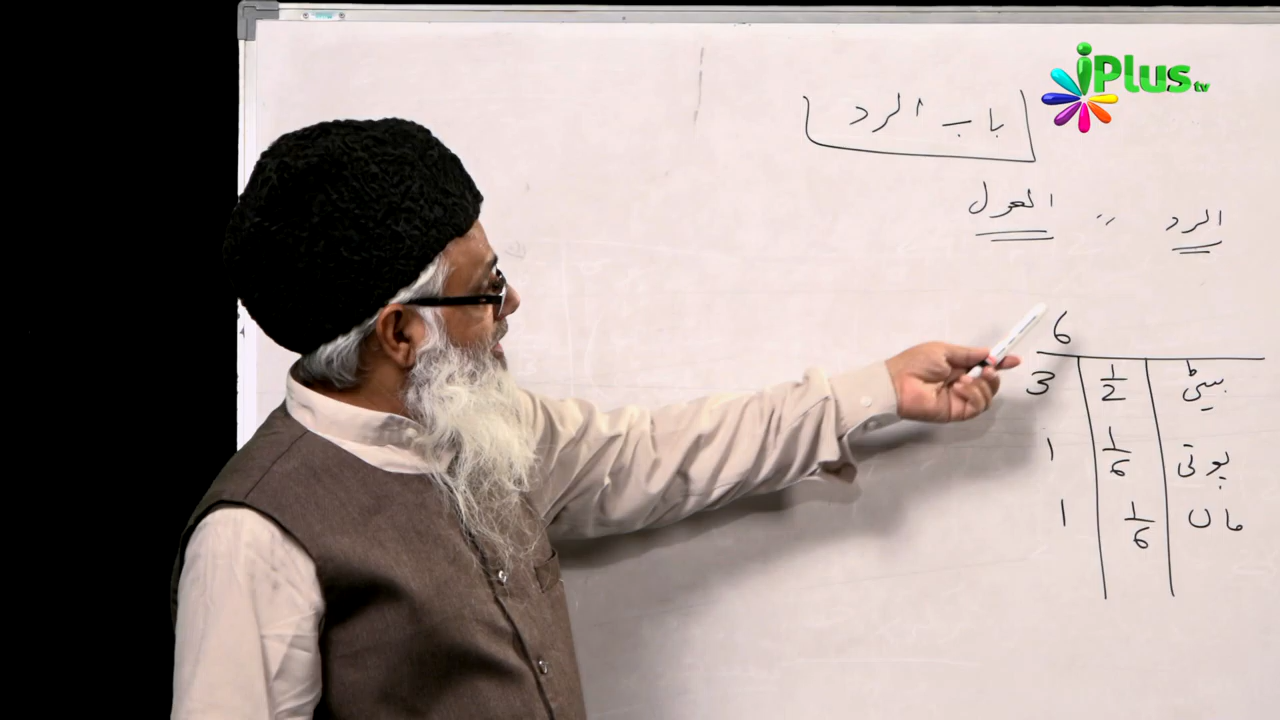 iPlus tv
باب الرد
الرد " العول
6
بیٹی 1/2 3
پوتی 1/6 1
ماں 1/6 1